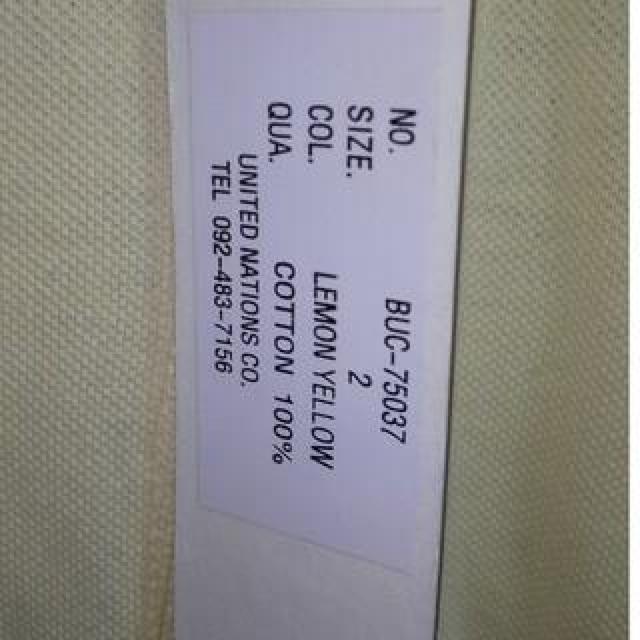 NO. BUC-75037
SIZE. 2
COL. LEMON YELLOW
QUA. COTTON 100%
UNITED NATIONS CO.
TEL 092-483-7156